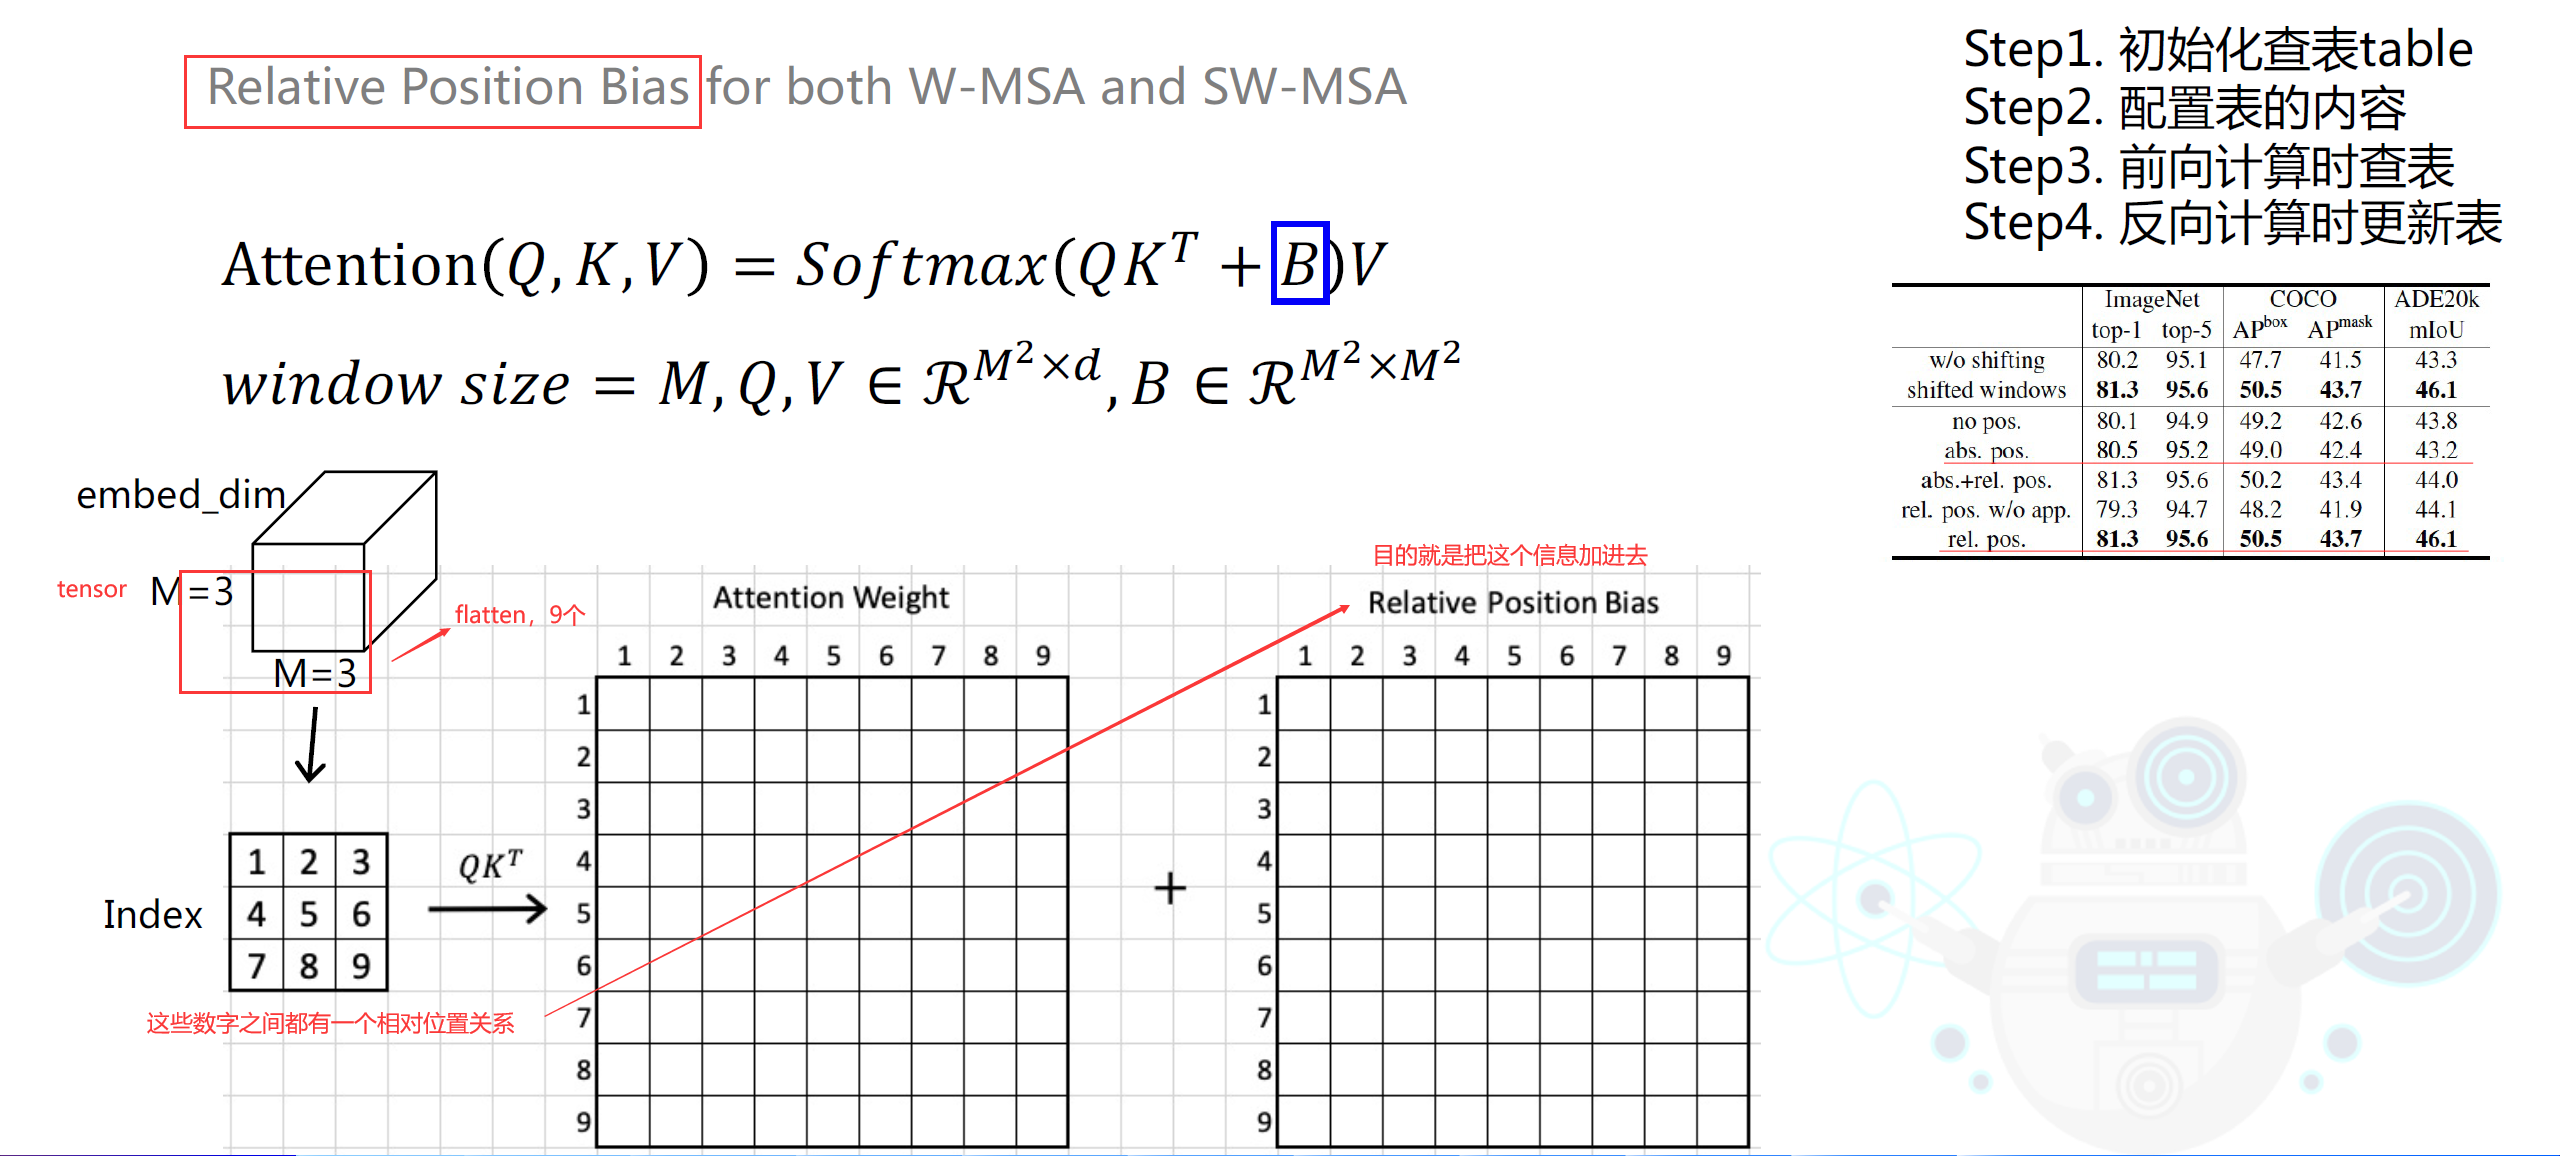 Relative Position Bias for both W-MSA and SW-MSA
Step1. 初始化查表table
Step2. 配置表的内容
Step3. 前向计算时查表
Step4. 反向计算时更新表
Attention(Q, K, V) = Softmax(QK^T + B)V
window size = M, Q, V ∈ ℛ^{M²×d}, B ∈ ℛ^{M²×M²}
ImageNet COCO ADE20k
top-1 top-5 AP^box AP^mask mIoU
w/o shifting 80.2 95.1 47.7 41.5 43.3
shifted windows 81.3 95.6 50.5 43.7 46.1
no pos. 80.1 94.9 49.2 42.6 43.8
abs. pos. 80.5 95.2 49.0 42.4 43.2
abs.+rel. pos. 81.3 95.6 50.2 43.4 44.0
rel. pos. w/o app. 79.3 94.7 48.2 41.9 44.1
rel. pos. 81.3 95.6 50.5 43.7 46.1
embed_dim
tensor
M=3
M=3
flatten，9个
目的就是把这个信息加进去
Index
1 2 3
4 5 6
7 8 9
QK^T
这些数字之间都有一个相对位置关系
Attention Weight
1 2 3 4 5 6 7 8 9
1
2
3
4
5
6
7
8
9
+
Relative Position Bias
1 2 3 4 5 6 7 8 9
1
2
3
4
5
6
7
8
9